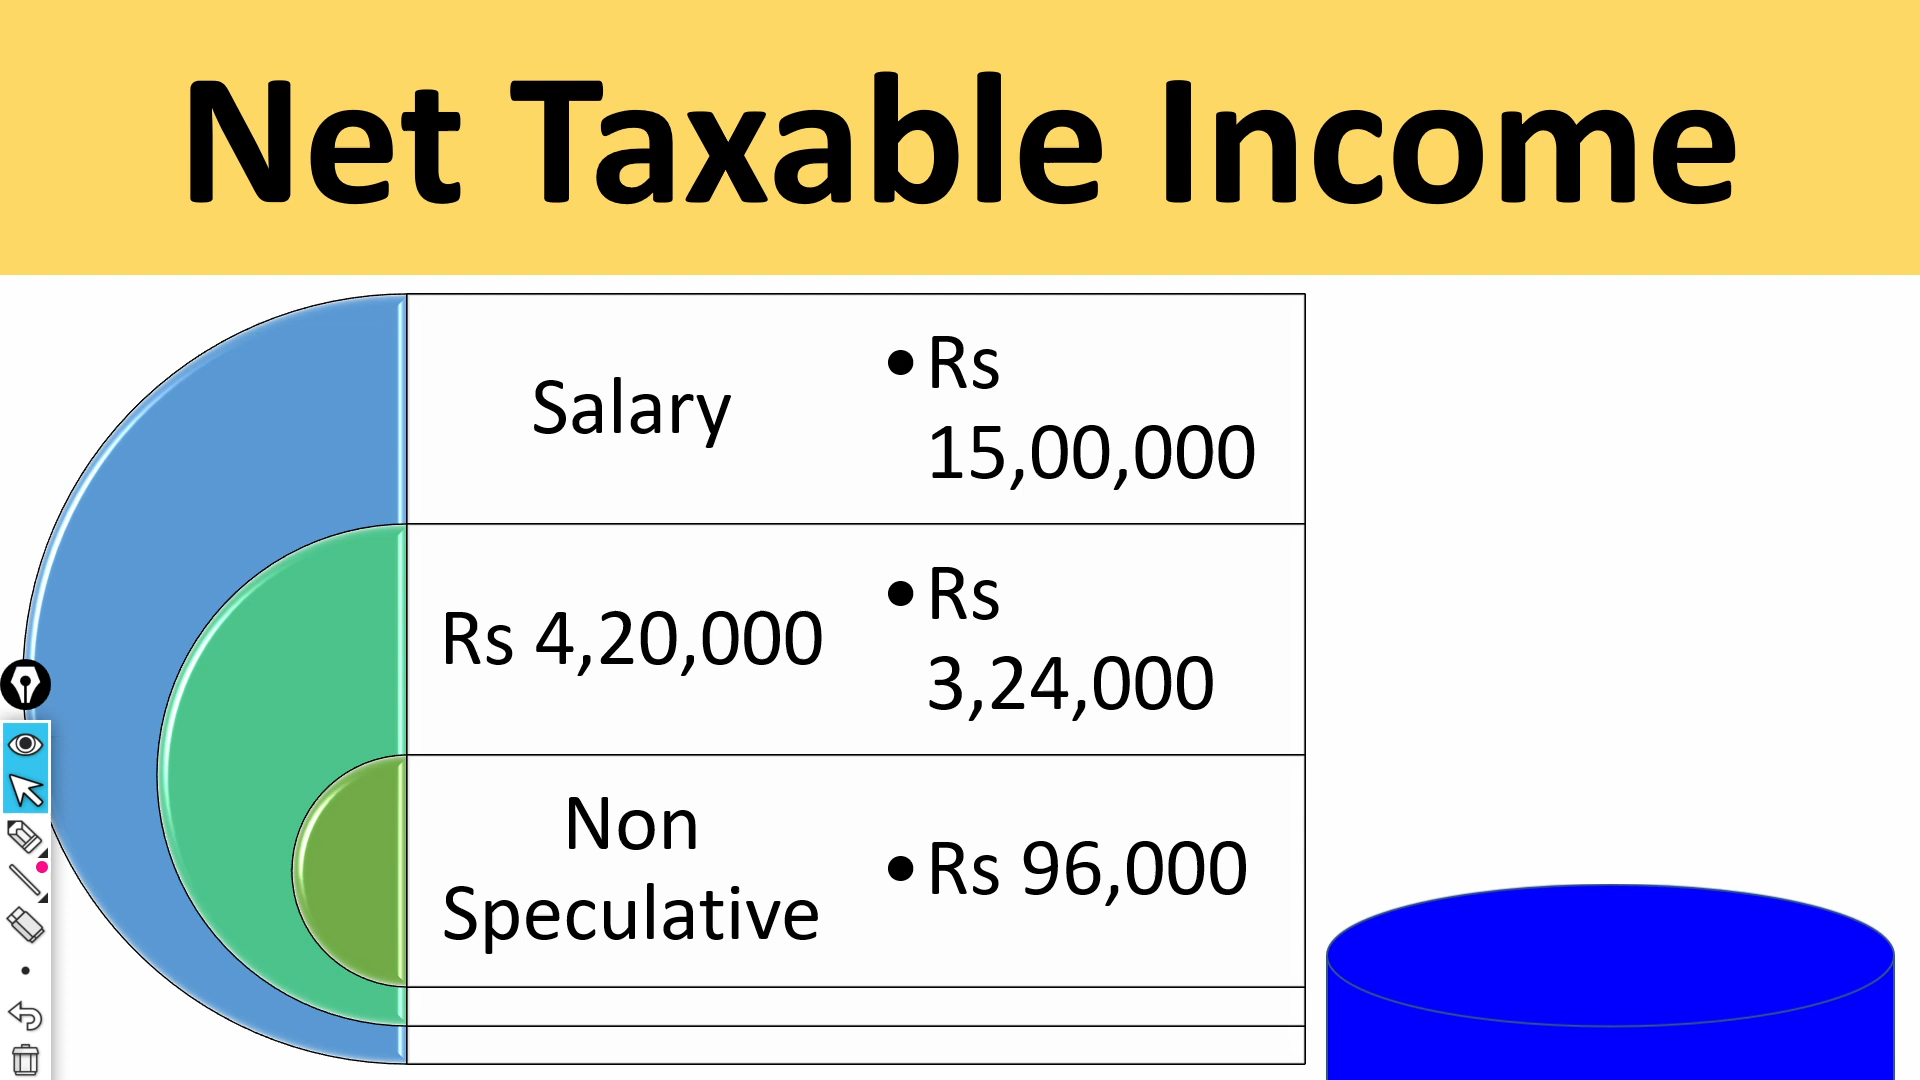 Net Taxable Income
Salary
•Rs
15,00,000
Rs 4,20,000
•Rs
3,24,000
Non
Speculative
•Rs 96,000